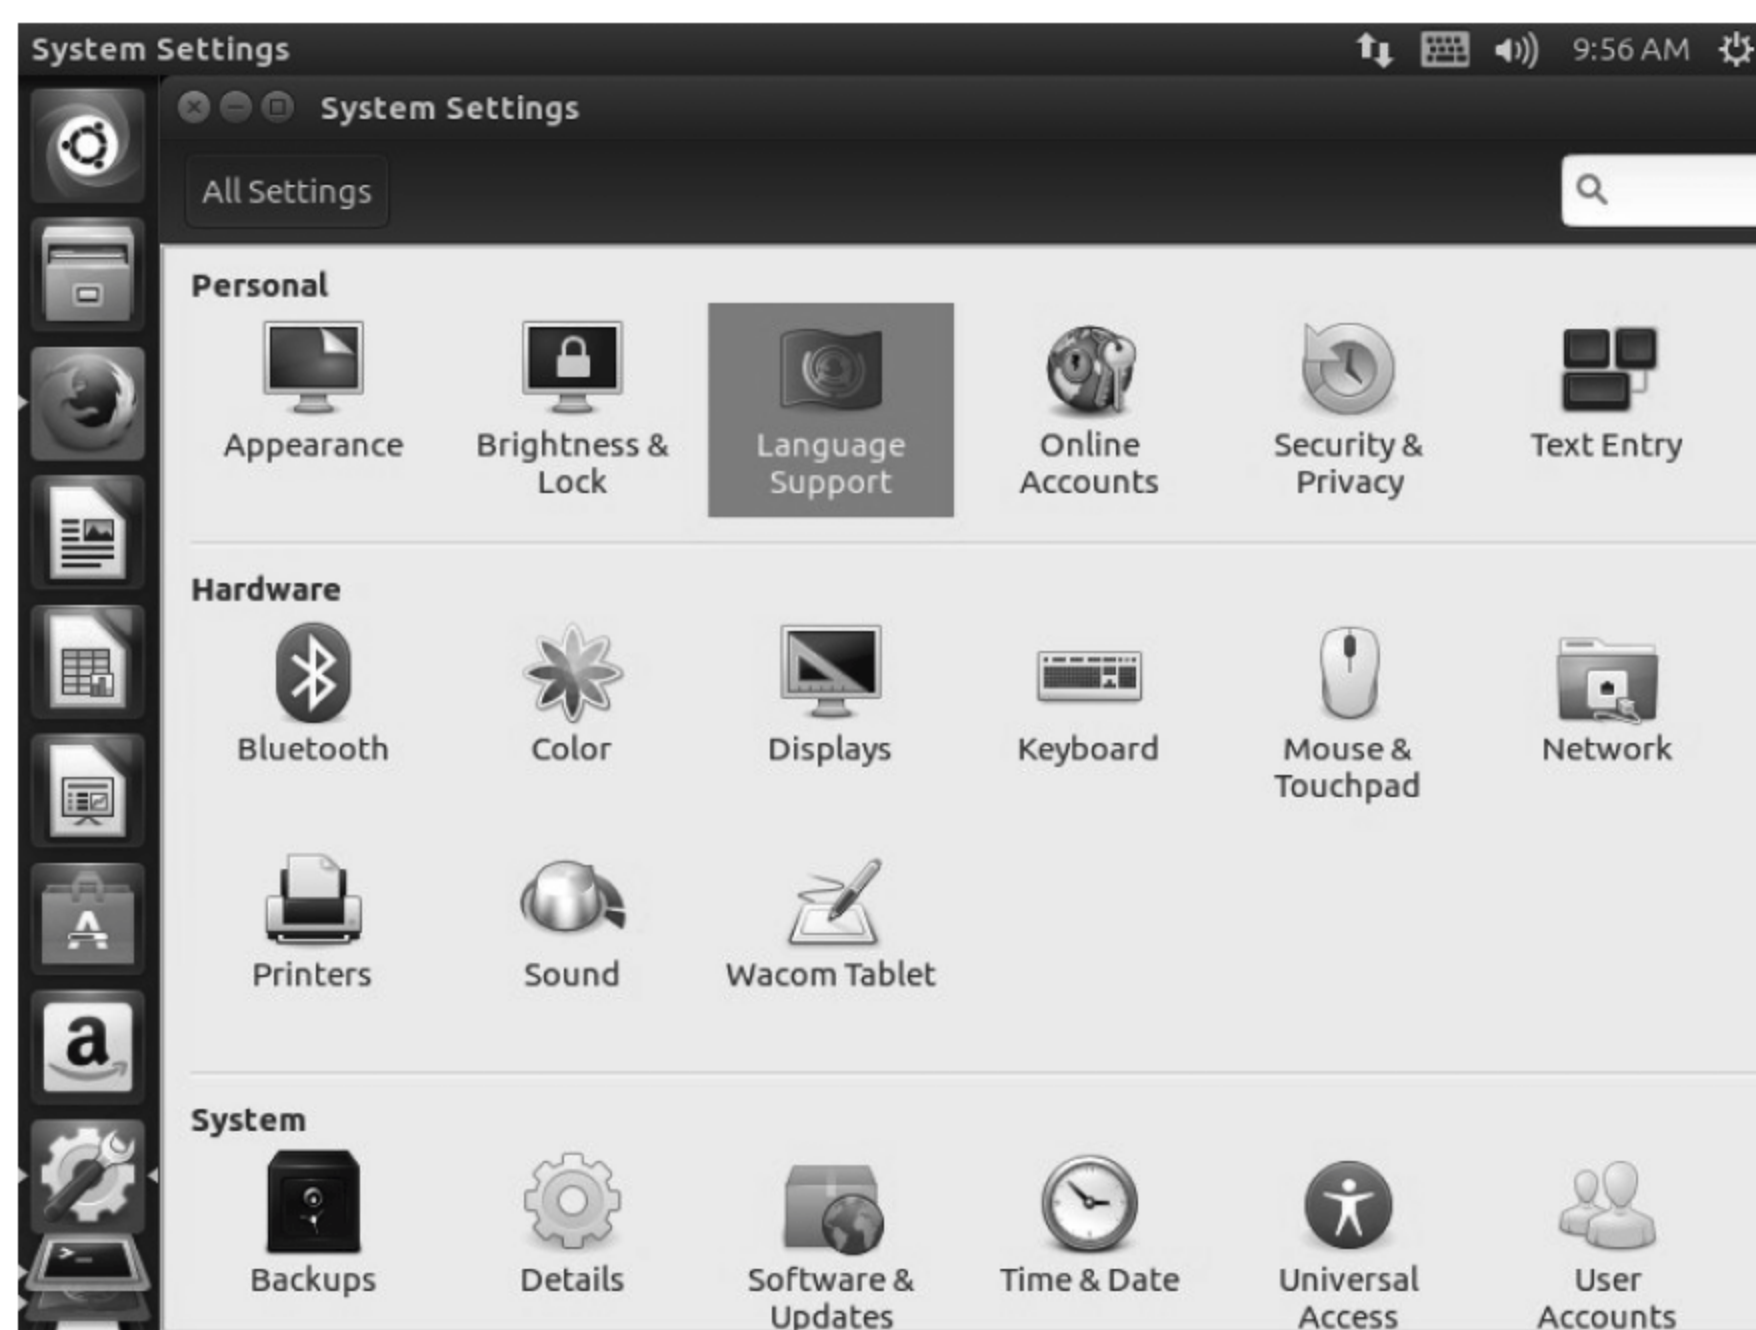 System Settings 9:56 AM
System Settings
All Settings
Personal
Appearance Brightness & Language Online Security & Text Entry
Lock Support Accounts Privacy
Hardware
Bluetooth Color Displays Keyboard Mouse & Network
Touchpad
Printers Sound Wacom Tablet
a
System
>_
Backups Details Software & Time & Date Universal User
Updates Access Accounts